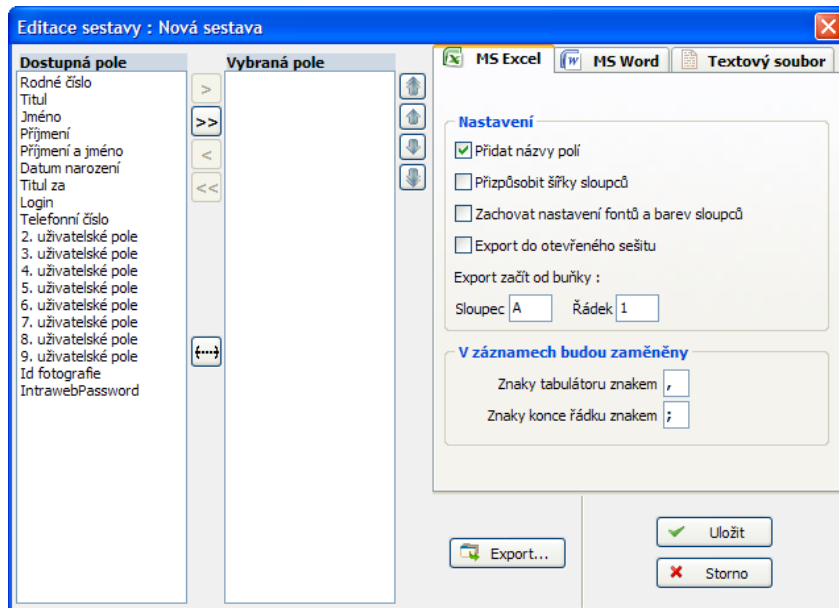 Editace sestavy : Nová sestava
Dostupná pole
Rodné číslo
Titul
Jméno
Příjmení
Příjmení a jméno
Datum narození
Titul za
Login
Telefonní číslo
2. uživatelské pole
3. uživatelské pole
4. uživatelské pole
5. uživatelské pole
6. uživatelské pole
7. uživatelské pole
8. uživatelské pole
9. uživatelské pole
Id fotografie
IntrawebPassword
>
>>
<
<<
Vybraná pole
MS Excel
MS Word
Textový soubor
Nastavení
Přidat názvy polí
Přizpůsobit šířky sloupců
Zachovat nastavení fontů a barev sloupců
Export do otevřeného sešitu
Export začít od buňky :
Sloupec A Řádek 1
V záznamech budou zaměněny
Znaky tabulátoru znakem ,
Znaky konce řádku znakem ;
Export...
Uložit
Storno